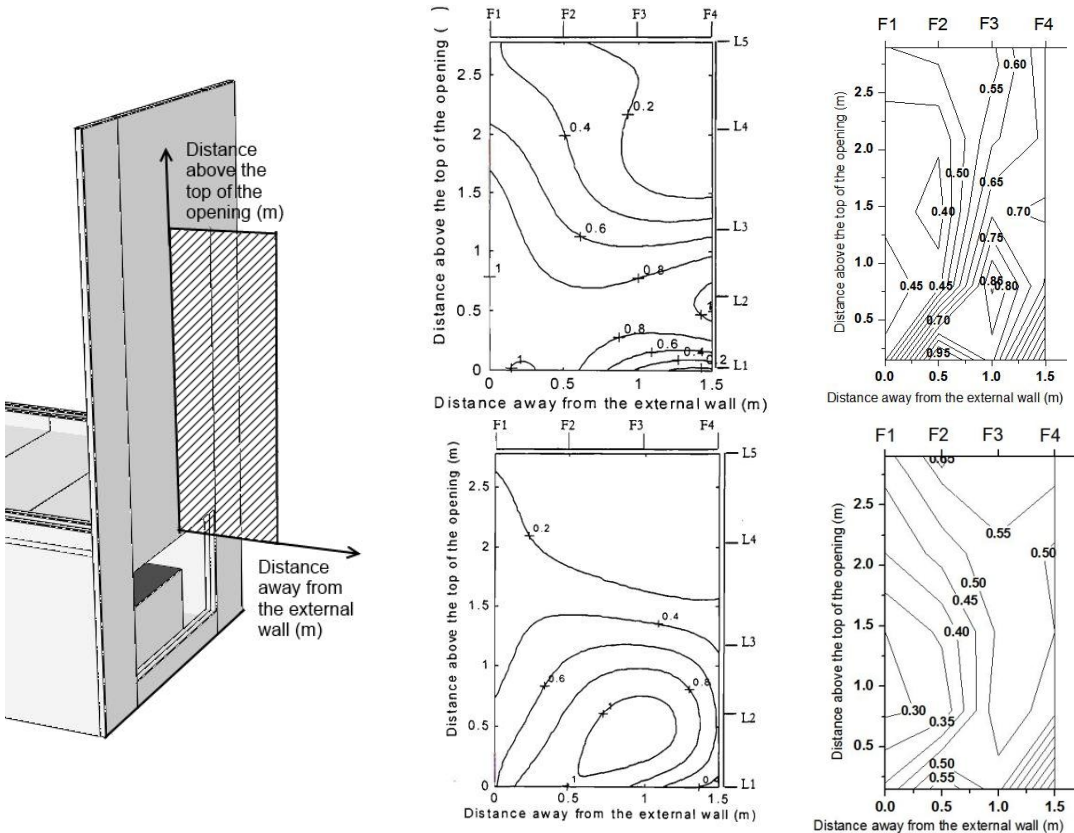 Distance
above the
top of the
opening (m)
Distance
away from
the external
wall (m)
F1 F2 F3 F4
Distance above the top of the opening ( )
2.5
2
1.5
1
0.5
0
0 0.5 1 1.5
L5
L4
L3
L2
L1
0.2
0.4
0.6
1
0.8
1
0.8
0.6
0.4
0.2
1
Distance away from the external wall (m)
F1 F2 F3 F4
Distance above the top of the opening (m)
2.5
2.0
1.5
1.0
0.5
0.0 0.5 1.0 1.5
0.60
0.55
0.50
0.65
0.40
0.70
0.75
0.45
0.45
0.86
0.80
0.70
0.95
Distance away from the external wall (m)
F1 F2 F3 F4
Distance above the top of the opening (m)
2.5
2
1.5
1
0.5
0
0 0.5 1 1.5
L5
L4
L3
L2
L1
0.2
0.4
0.6
0.8
1
1
Distance away from the external wall (m)
F1 F2 F3 F4
Distance above the top of the opening (m)
2.5
2.0
1.5
1.0
0.5
0.0 0.5 1.0 1.5
0.65
0.55
0.50
0.50
0.45
0.40
0.30
0.35
0.50
0.55
Distance away from the external wall (m)